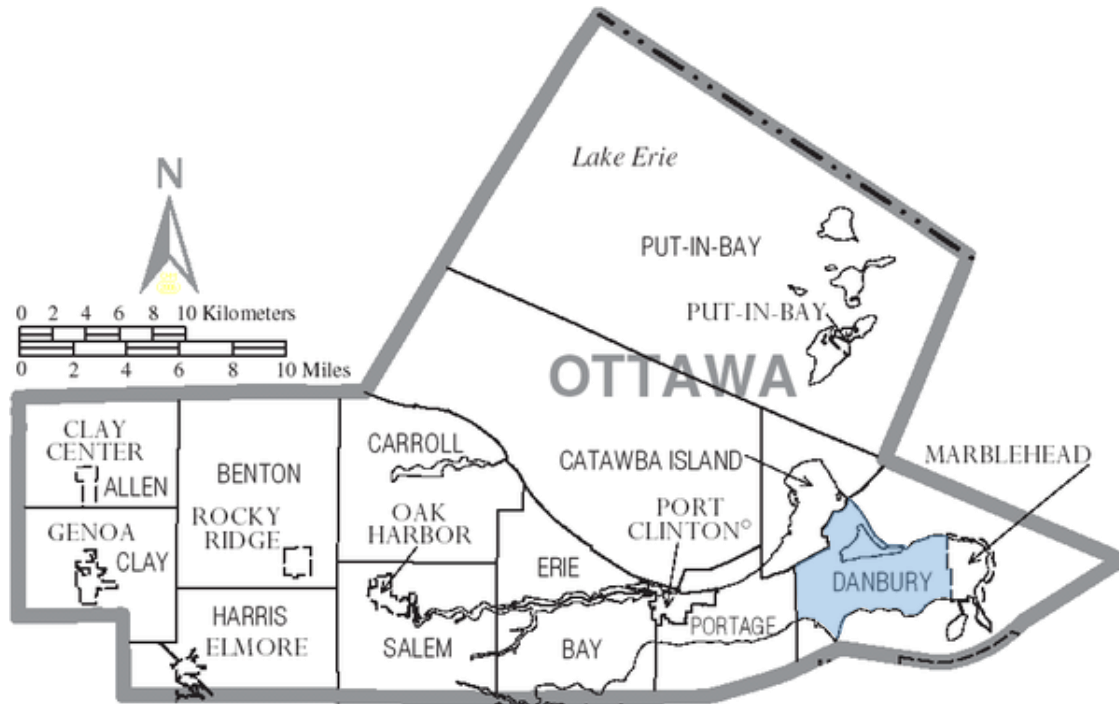 Lake Erie
N
PUT-IN-BAY
0 2 4 6 8 10 Kilometers
PUT-IN-BAY
0 2 4 6 8 10 Miles
OTTAWA
CLAY
CENTER
ALLEN
BENTON
CARROLL
CATAWBA ISLAND
MARBLEHEAD
GENOA
CLAY
ROCKY
RIDGE
OAK
HARBOR
PORT
CLINTON°
ERIE
DANBURY
HARRIS
ELMORE
SALEM
BAY
PORTAGE